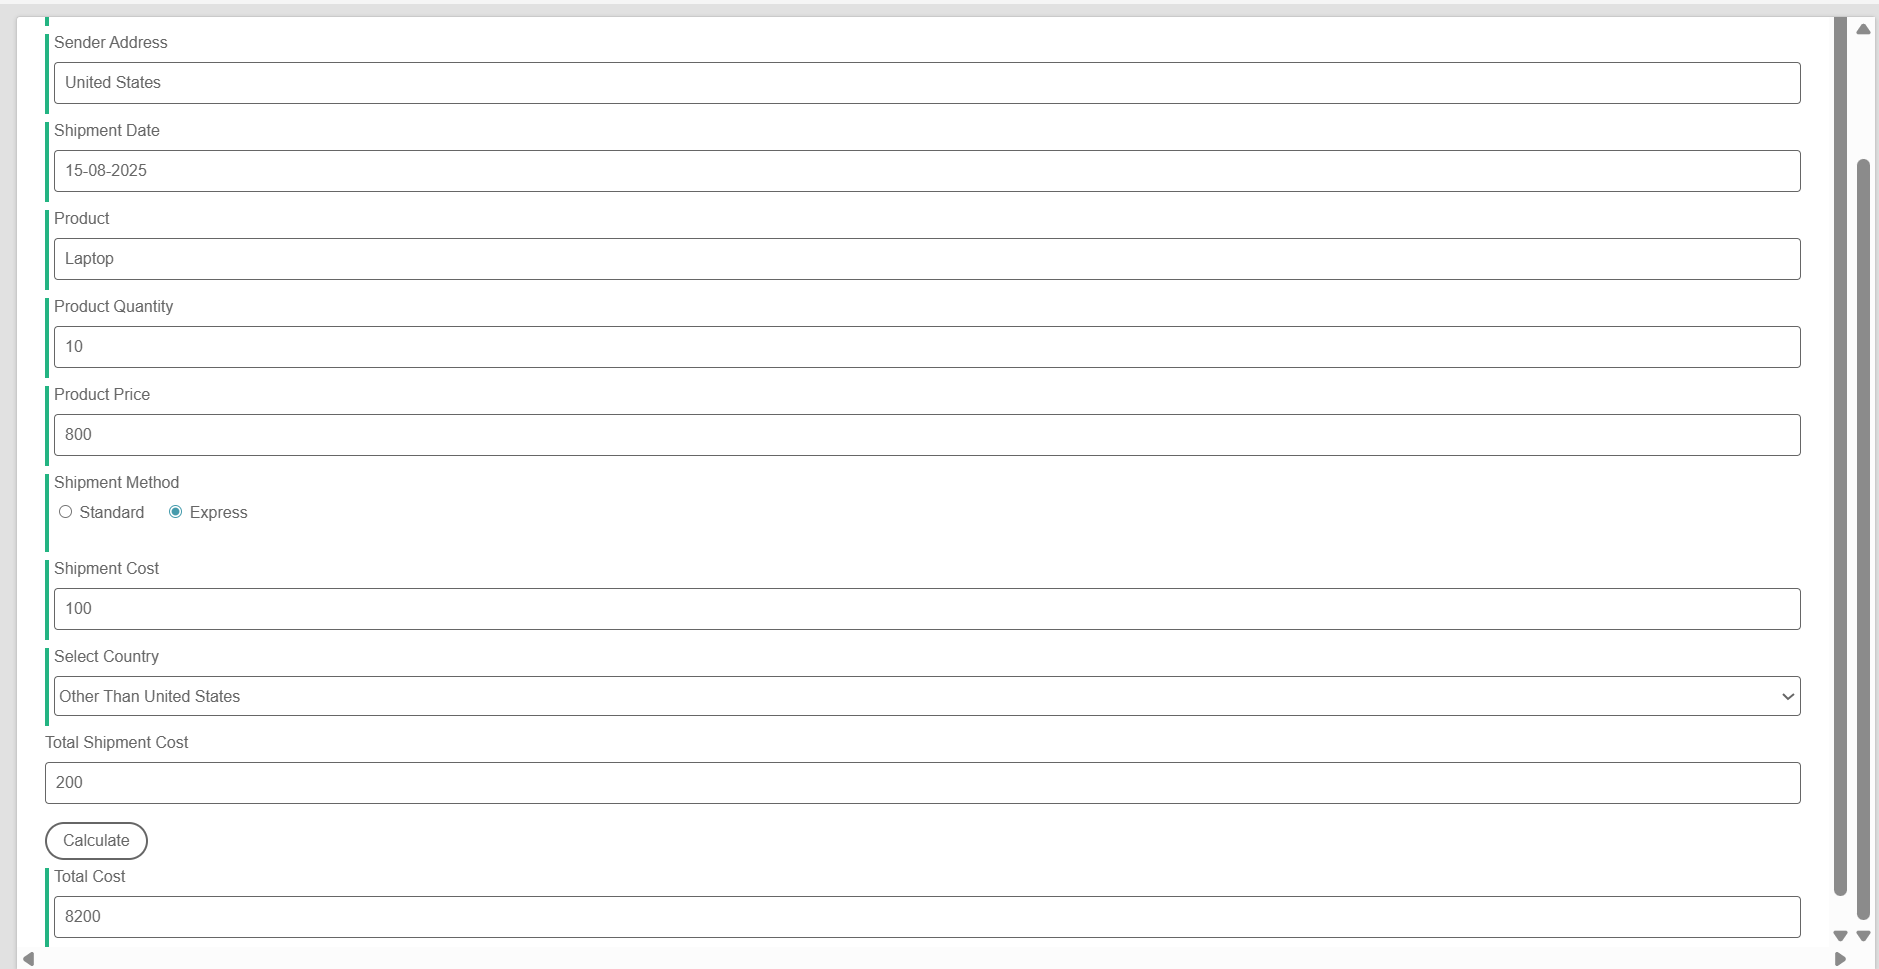 Sender Address
United States
Shipment Date
15-08-2025
Product
Laptop
Product Quantity
10
Product Price
800
Shipment Method
Standard Express
Shipment Cost
100
Select Country
Other Than United States
Total Shipment Cost
200
Calculate
Total Cost
8200